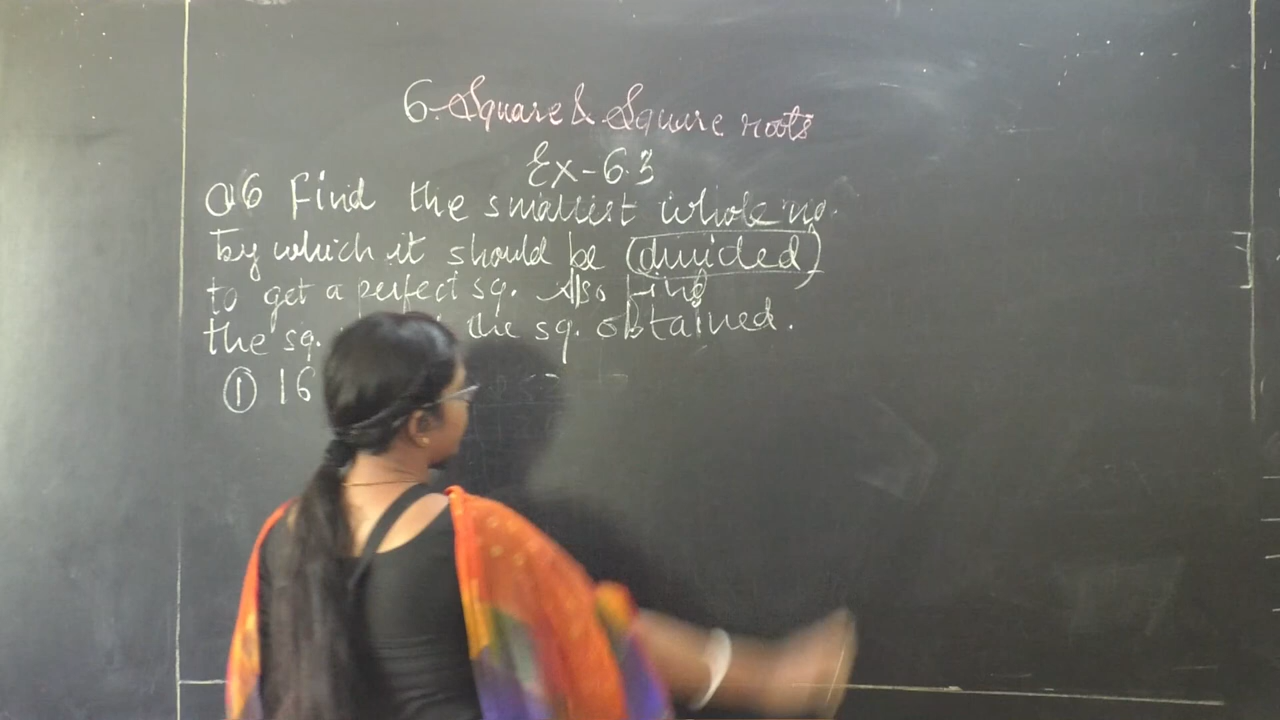 6. Square & Square roots
Ex-6.3
Q6 Find the smallest whole no.
by which it should be (divided)
to get a perfect sq. Also find
the sq. the sq. obtained.
① 16